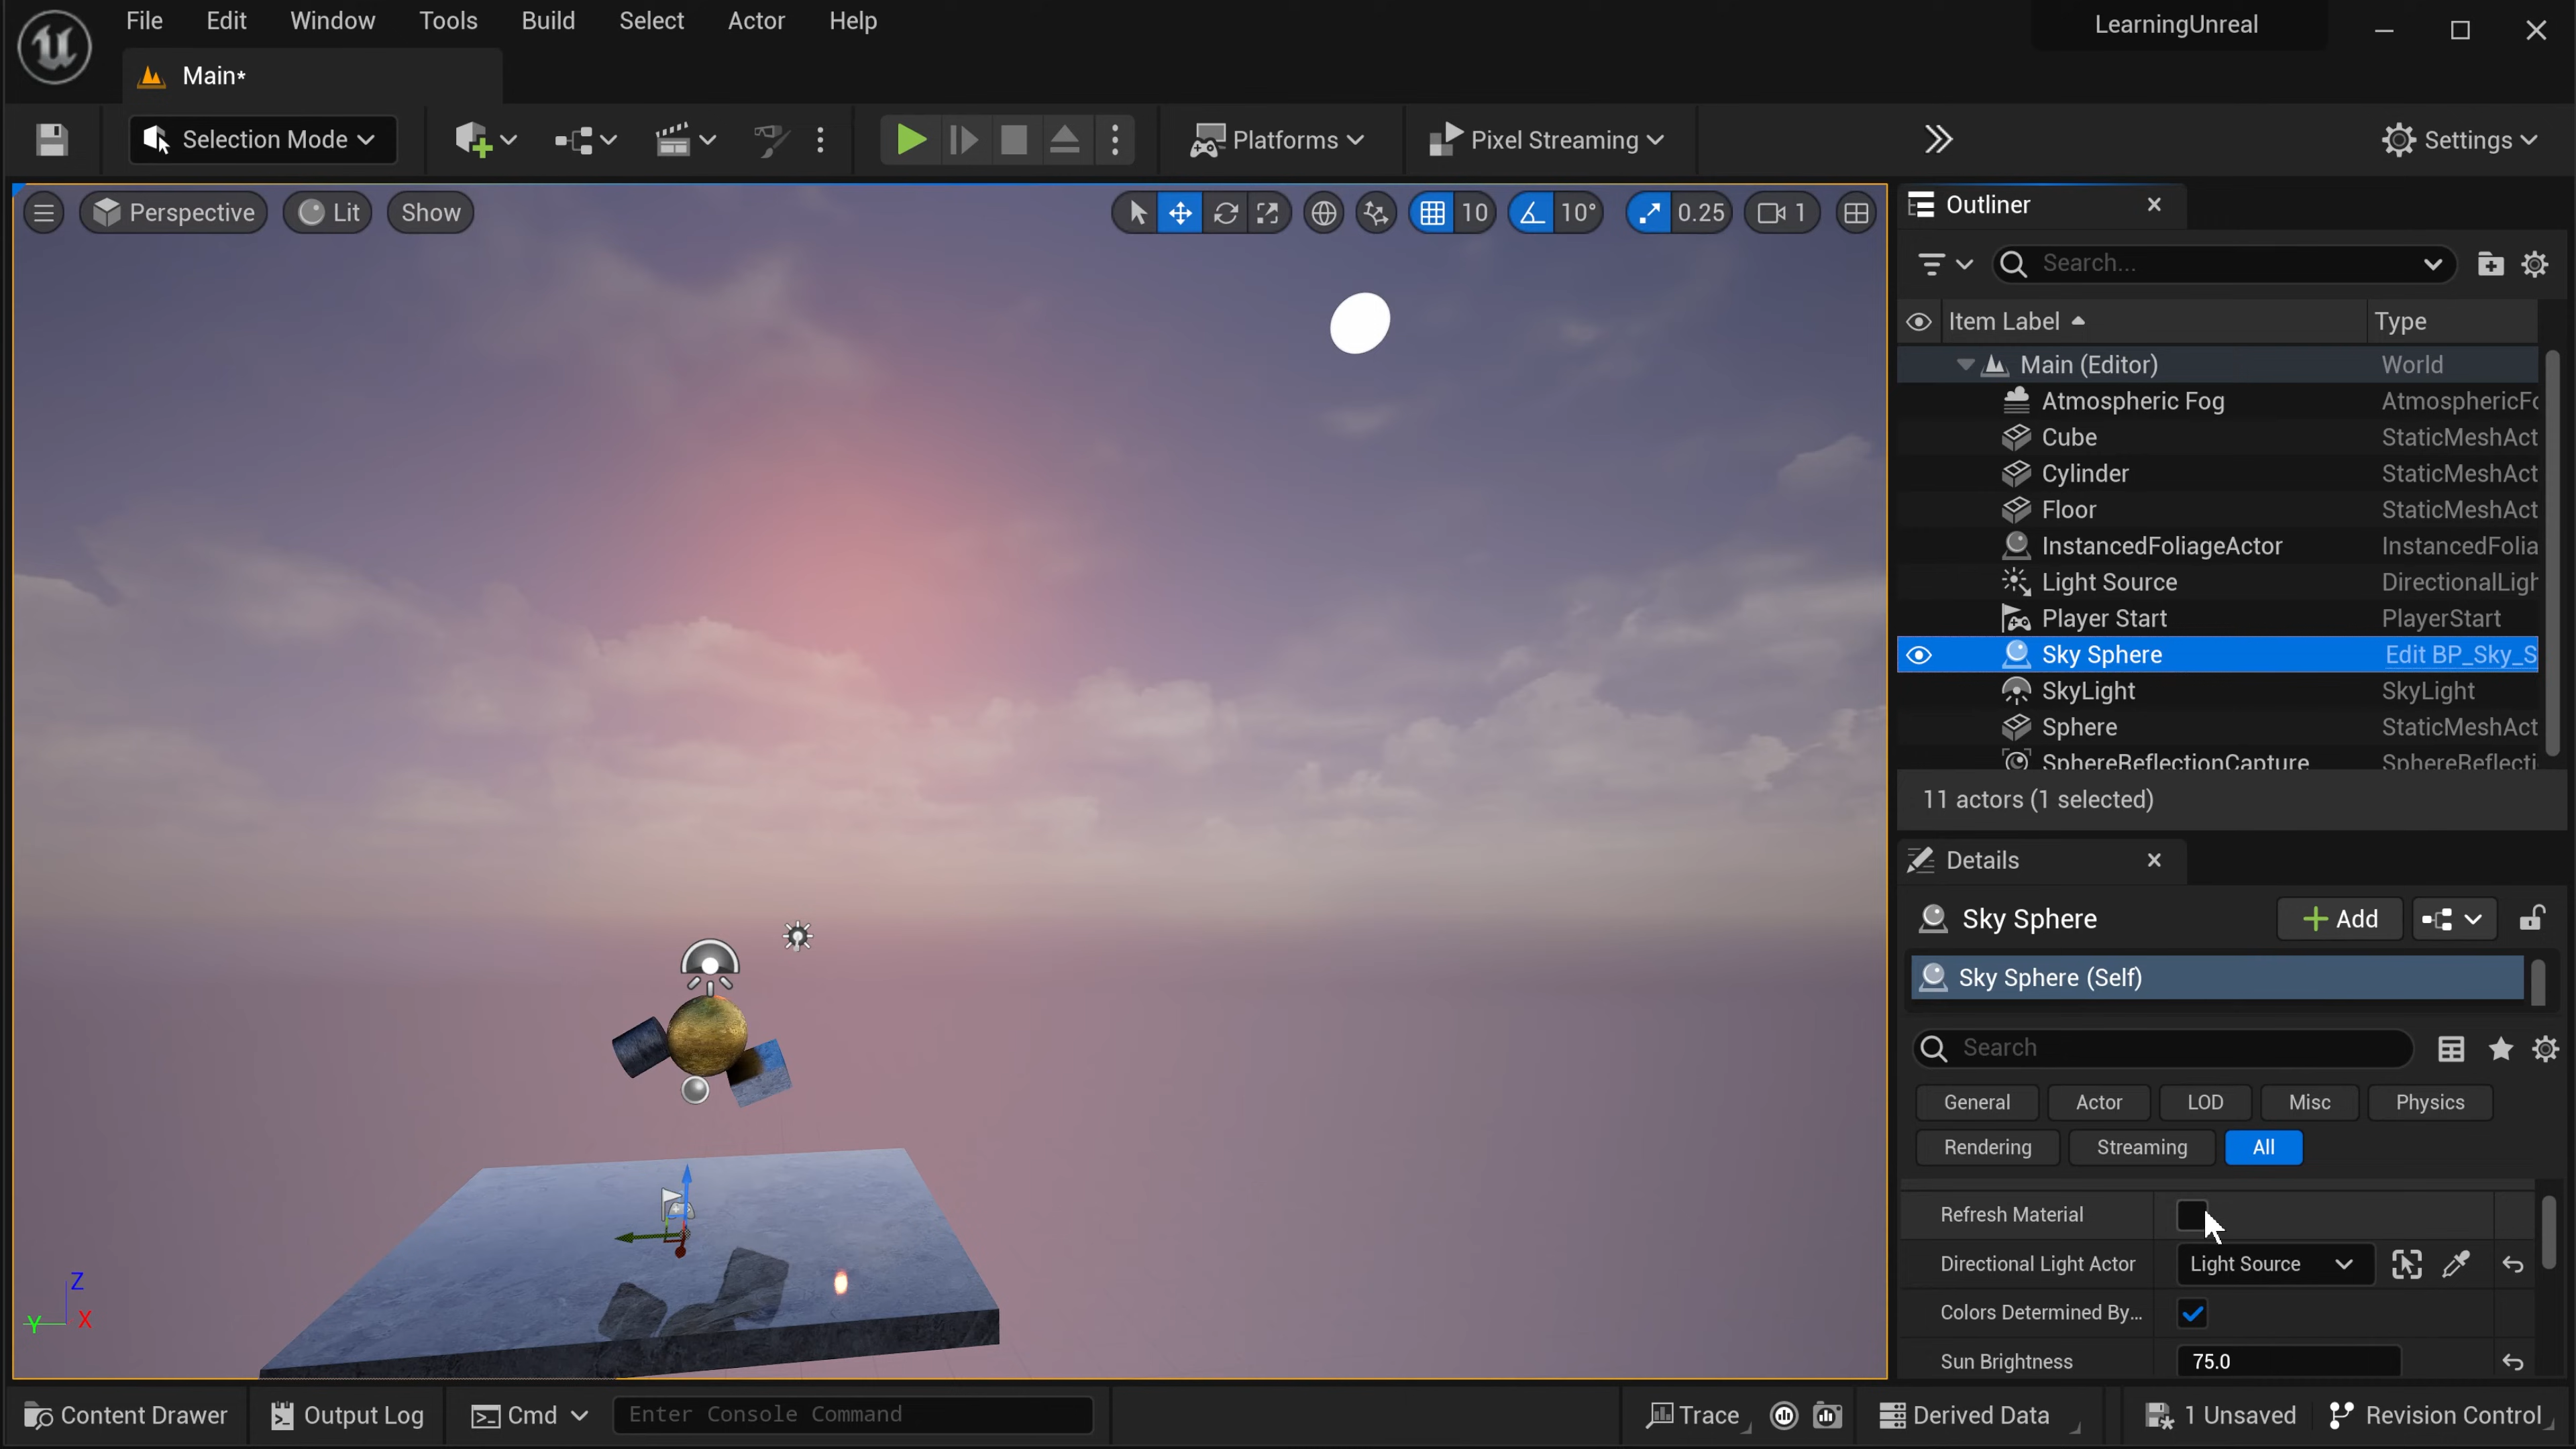 File Edit Window Tools Build Select Actor Help
LearningUnreal
Main*
Selection Mode
Platforms
Pixel Streaming
Settings
Perspective
Lit
Show
10
10°
0.25
1
Outliner
Search...
Item Label
Type
Main (Editor) World
Atmospheric Fog AtmosphericFo
Cube StaticMeshAct
Cylinder StaticMeshAct
Floor StaticMeshAct
InstancedFoliageActor InstancedFolia
Light Source DirectionalLigh
Player Start PlayerStart
Sky Sphere Edit BP_Sky_S
SkyLight SkyLight
Sphere StaticMeshAct
SphereReflectionCapture SphereReflecti
11 actors (1 selected)
Details
Sky Sphere
Add
Sky Sphere (Self)
Search
General Actor LOD Misc Physics
Rendering Streaming All
Refresh Material
Directional Light Actor Light Source
Colors Determined By...
Sun Brightness 75.0
Z
Y X
Content Drawer
Output Log
Cmd
Enter Console Command
Trace
Derived Data
1 Unsaved
Revision Control